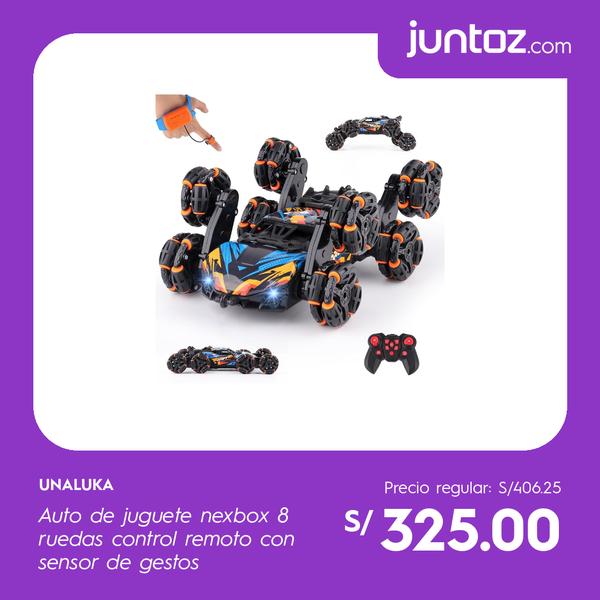 juntoz.com
UNALUKA
Auto de juguete nexbox 8
ruedas control remoto con
sensor de gestos
Precio regular: S/406.25
S/ 325.00